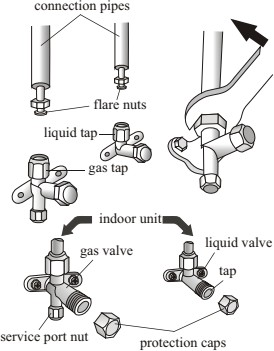 connection pipes
flare nuts
liquid tap
gas tap
indoor unit
gas valve
liquid valve
tap
service port nut
protection caps